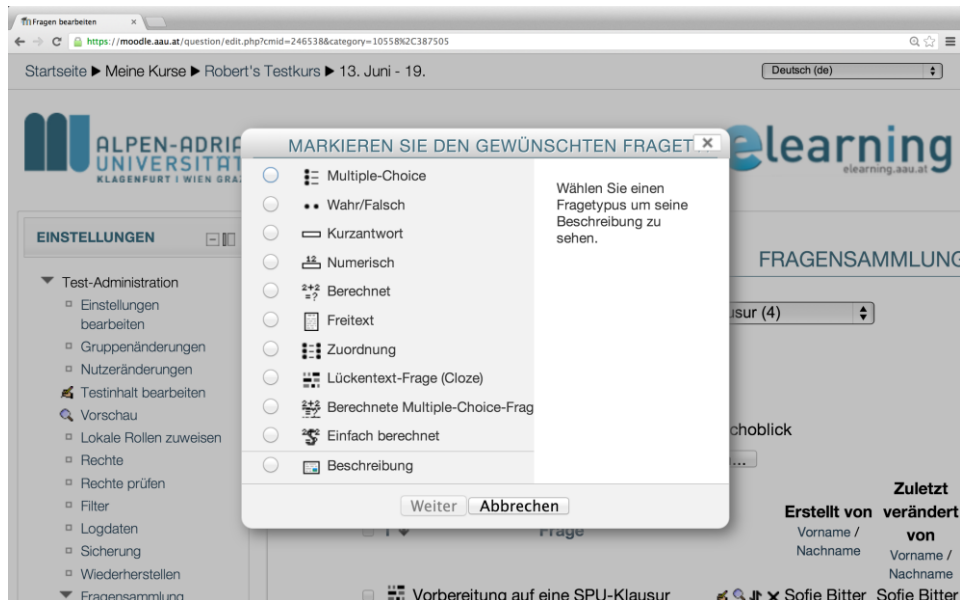 Fragen bearbeiten
https://moodle.aau.at/question/edit.php?cmid=246538&category=10558%2C387505
Startseite ▶ Meine Kurse ▶ Robert's Testkurs ▶ 13. Juni - 19.
Deutsch (de)
ALPEN-ADRIA
UNIVERSITÄT
KLAGENFURT I WIEN GRAZ
elearning
elearning.aau.at
MARKIEREN SIE DEN GEWÜNSCHTEN FRAGET...
Multiple-Choice
Wahr/Falsch
Kurzantwort
Numerisch
Berechnet
Freitext
Zuordnung
Lückentext-Frage (Cloze)
Berechnete Multiple-Choice-Frag
Einfach berechnet
Beschreibung
Wählen Sie einen
Fragetypus um seine
Beschreibung zu
sehen.
Weiter
Abbrechen
EINSTELLUNGEN
Test-Administration
Einstellungen
bearbeiten
Gruppenänderungen
Nutzeränderungen
Testinhalt bearbeiten
Vorschau
Lokale Rollen zuweisen
Rechte
Rechte prüfen
Filter
Logdaten
Sicherung
Wiederherstellen
Fragensammlung
FRAGENSAMMLUNG
usur (4)
choblick
...
Erstellt von
Vorname /
Nachname
Zuletzt
verändert
von
Vorname /
Nachname
T
Frage
Vorbereitung auf eine SPU-Klausur
Sofie Bitter
Sofie Bitter